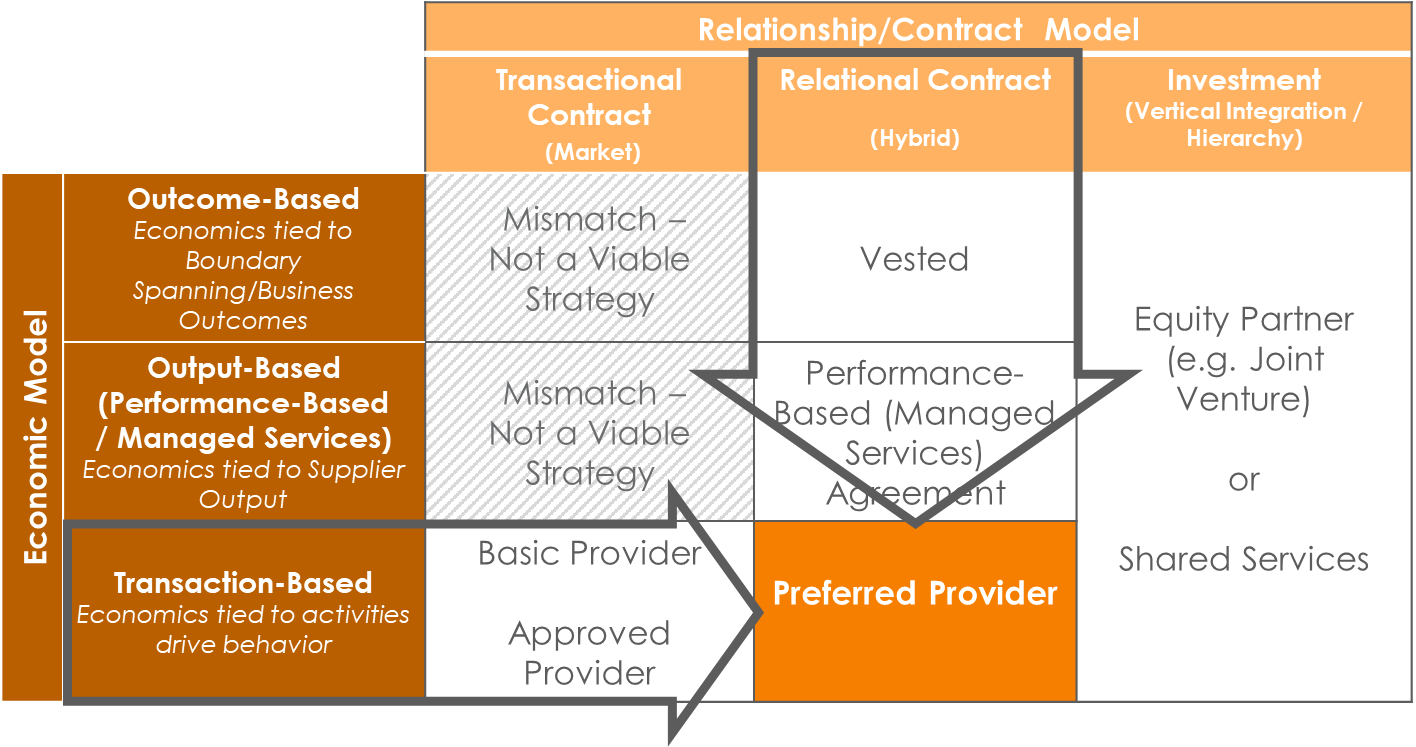 Relationship/Contract Model
Transactional
Contract
(Market)
Relational Contract
(Hybrid)
Investment
(Vertical Integration /
Hierarchy)
Economic Model
Outcome-Based
Economics tied to
Boundary
Spanning/Business
Outcomes
Mismatch –
Not a Viable
Strategy
Vested
Output-Based
(Performance-Based
/ Managed Services)
Economics tied to Supplier
Output
Mismatch –
Not a Viable
Strategy
Performance-
Based (Managed
Services)
Agreement
Equity Partner
(e.g. Joint
Venture)
or
Shared Services
Transaction-Based
Economics tied to activities
drive behavior
Basic Provider
Approved
Provider
Preferred Provider